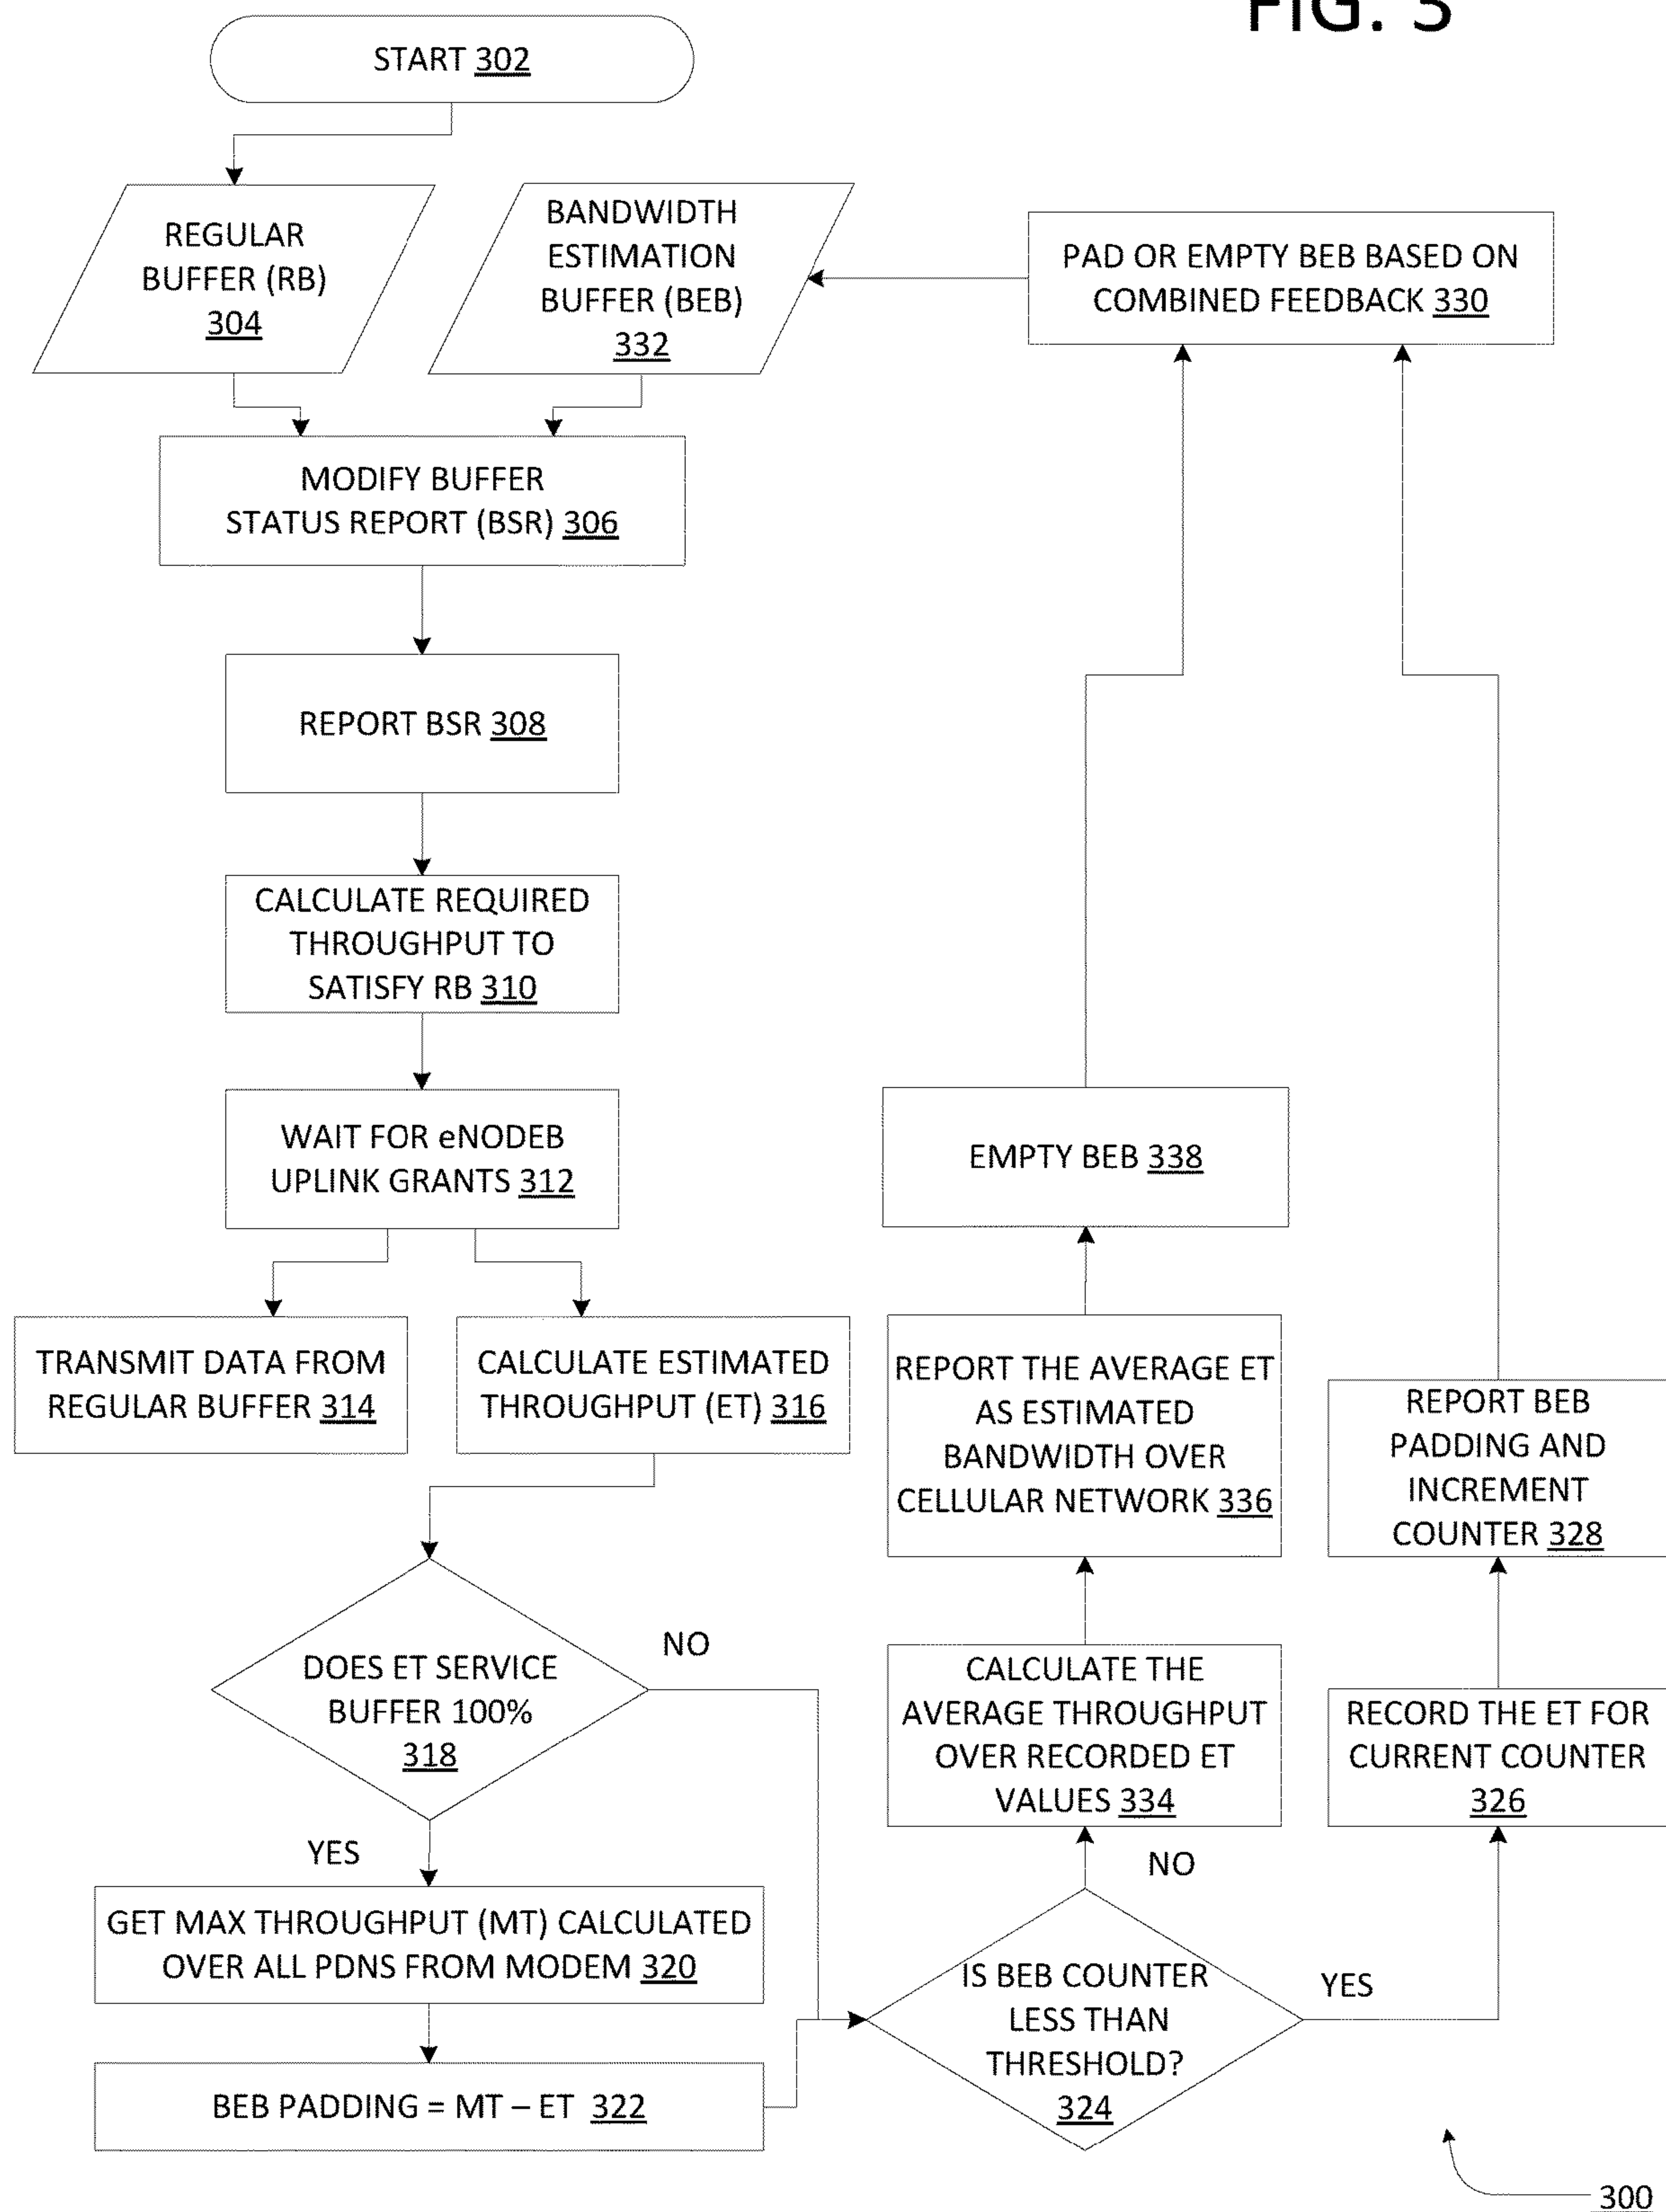 FIG. 3
START 302
REGULAR
BUFFER (RB)
304
BANDWIDTH
ESTIMATION
BUFFER (BEB)
332
PAD OR EMPTY BEB BASED ON
COMBINED FEEDBACK 330
MODIFY BUFFER
STATUS REPORT (BSR) 306
REPORT BSR 308
CALCULATE REQUIRED
THROUGHPUT TO
SATISFY RB 310
WAIT FOR eNODEB
UPLINK GRANTS 312
TRANSMIT DATA FROM
REGULAR BUFFER 314
CALCULATE ESTIMATED
THROUGHPUT (ET) 316
DOES ET SERVICE
BUFFER 100%
318
NO
YES
GET MAX THROUGHPUT (MT) CALCULATED
OVER ALL PDNS FROM MODEM 320
BEB PADDING = MT – ET 322
IS BEB COUNTER
LESS THAN
THRESHOLD?
324
NO
YES
CALCULATE THE
AVERAGE THROUGHPUT
OVER RECORDED ET
VALUES 334
REPORT THE AVERAGE ET
AS ESTIMATED
BANDWIDTH OVER
CELLULAR NETWORK 336
EMPTY BEB 338
RECORD THE ET FOR
CURRENT COUNTER
326
REPORT BEB
PADDING AND
INCREMENT
COUNTER 328
300